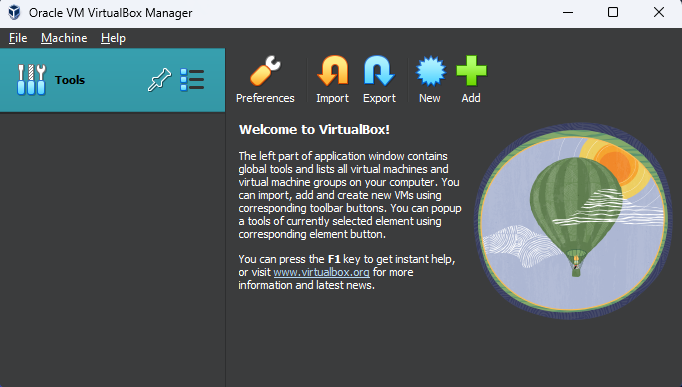 Oracle VM VirtualBox Manager
File Machine Help
Tools
Preferences Import Export New Add
Welcome to VirtualBox!
The left part of application window contains
global tools and lists all virtual machines and
virtual machine groups on your computer. You
can import, add and create new VMs using
corresponding toolbar buttons. You can popup
a tools of currently selected element using
corresponding element button.
You can press the F1 key to get instant help,
or visit www.virtualbox.org for more
information and latest news.